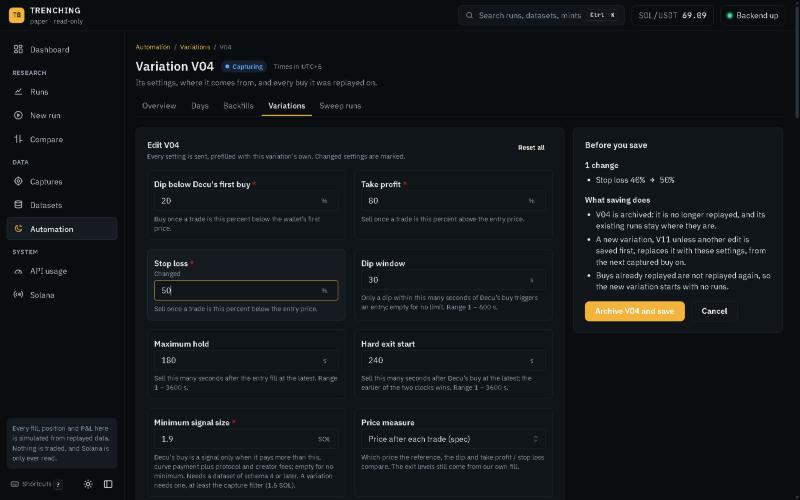 TB
TRENCHING
paper · read-only
Search runs, datasets, mints Ctrl K
SOL/USDT 69.09
Backend up
Dashboard
RESEARCH
Runs
New run
Compare
DATA
Captures
Datasets
Automation
SYSTEM
API usage
Solana
Every fill, position and P&L here
is simulated from replayed data.
Nothing is traded, and Solana is
only ever read.
Shortcuts ?
Automation / Variations / V04
Variation V04
Capturing
Times in UTC+5
Its settings, where it comes from, and every buy it was replayed on.
Overview Days Backfills Variations Sweep runs
Edit V04
Every setting is sent, prefilled with this variation's own. Changed settings are marked.
Reset all
Dip below Decu's first buy *
20 %
Buy once a trade is this percent below the wallet's first
price.
Take profit *
80 %
Sell once a trade is this percent above the entry price.
Stop loss *
Changed
50 %
Sell once a trade is this percent below the entry price.
Dip window
30 s
Only a dip within this many seconds of Decu's buy triggers
an entry; empty for no limit. Range 1 – 600 s.
Maximum hold
180 s
Sell this many seconds after the entry fill at the latest. Range
1 – 3600 s.
Hard exit start
240 s
Sell this many seconds after Decu's buy at the latest; the
earlier of the two clocks wins. Range 1 – 3600 s.
Minimum signal size *
1.9 SOL
Decu's buy is a signal only when it pays more than this,
curve payment plus protocol and creator fees; empty for no
minimum. Needs a dataset of schema 4 or later. A variation
needs one, at least the capture filter (1.5 SOL).
Price measure
Price after each trade (spec)
Which price the reference, the dip and take profit / stop loss
compare. The exit levels still come from our own fill.
Before you save
1 change
• Stop loss 40% → 50%
What saving does
• V04 is archived: it is no longer replayed, and its
existing runs stay where they are.
• A new variation, V11 unless another edit is
saved first, replaces it with these settings, from
the next captured buy on.
• Buys already replayed are not replayed again, so
the new variation starts with no runs.
Archive V04 and save
Cancel